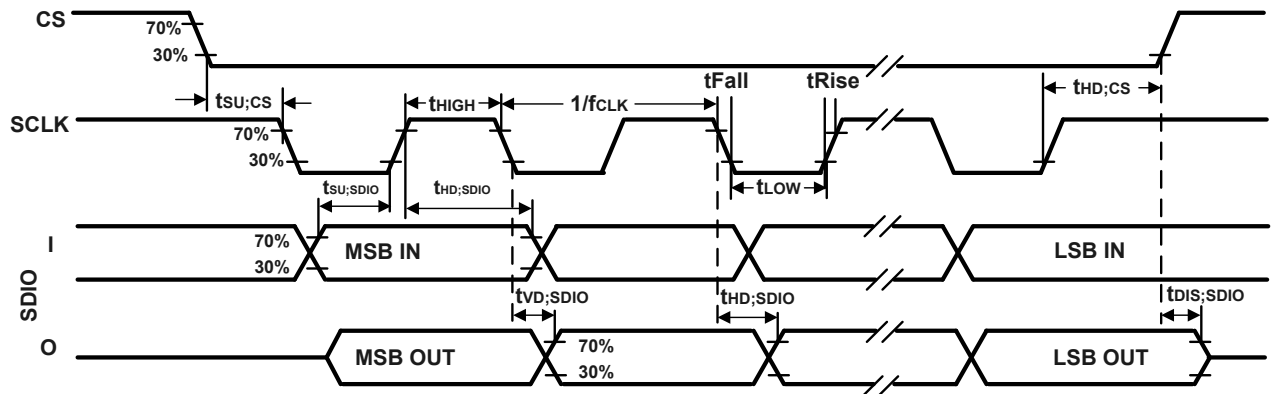 CS
70%
30%
tFall
tRise
tSU;CS
tHIGH
1/fCLK
tHD;CS
SCLK
70%
30%
tSU;SDIO
tHD;SDIO
tLOW
SDIO
I
70%
30%
MSB IN
LSB IN
tVD;SDIO
tHD;SDIO
tDIS;SDIO
O
MSB OUT
70%
30%
LSB OUT